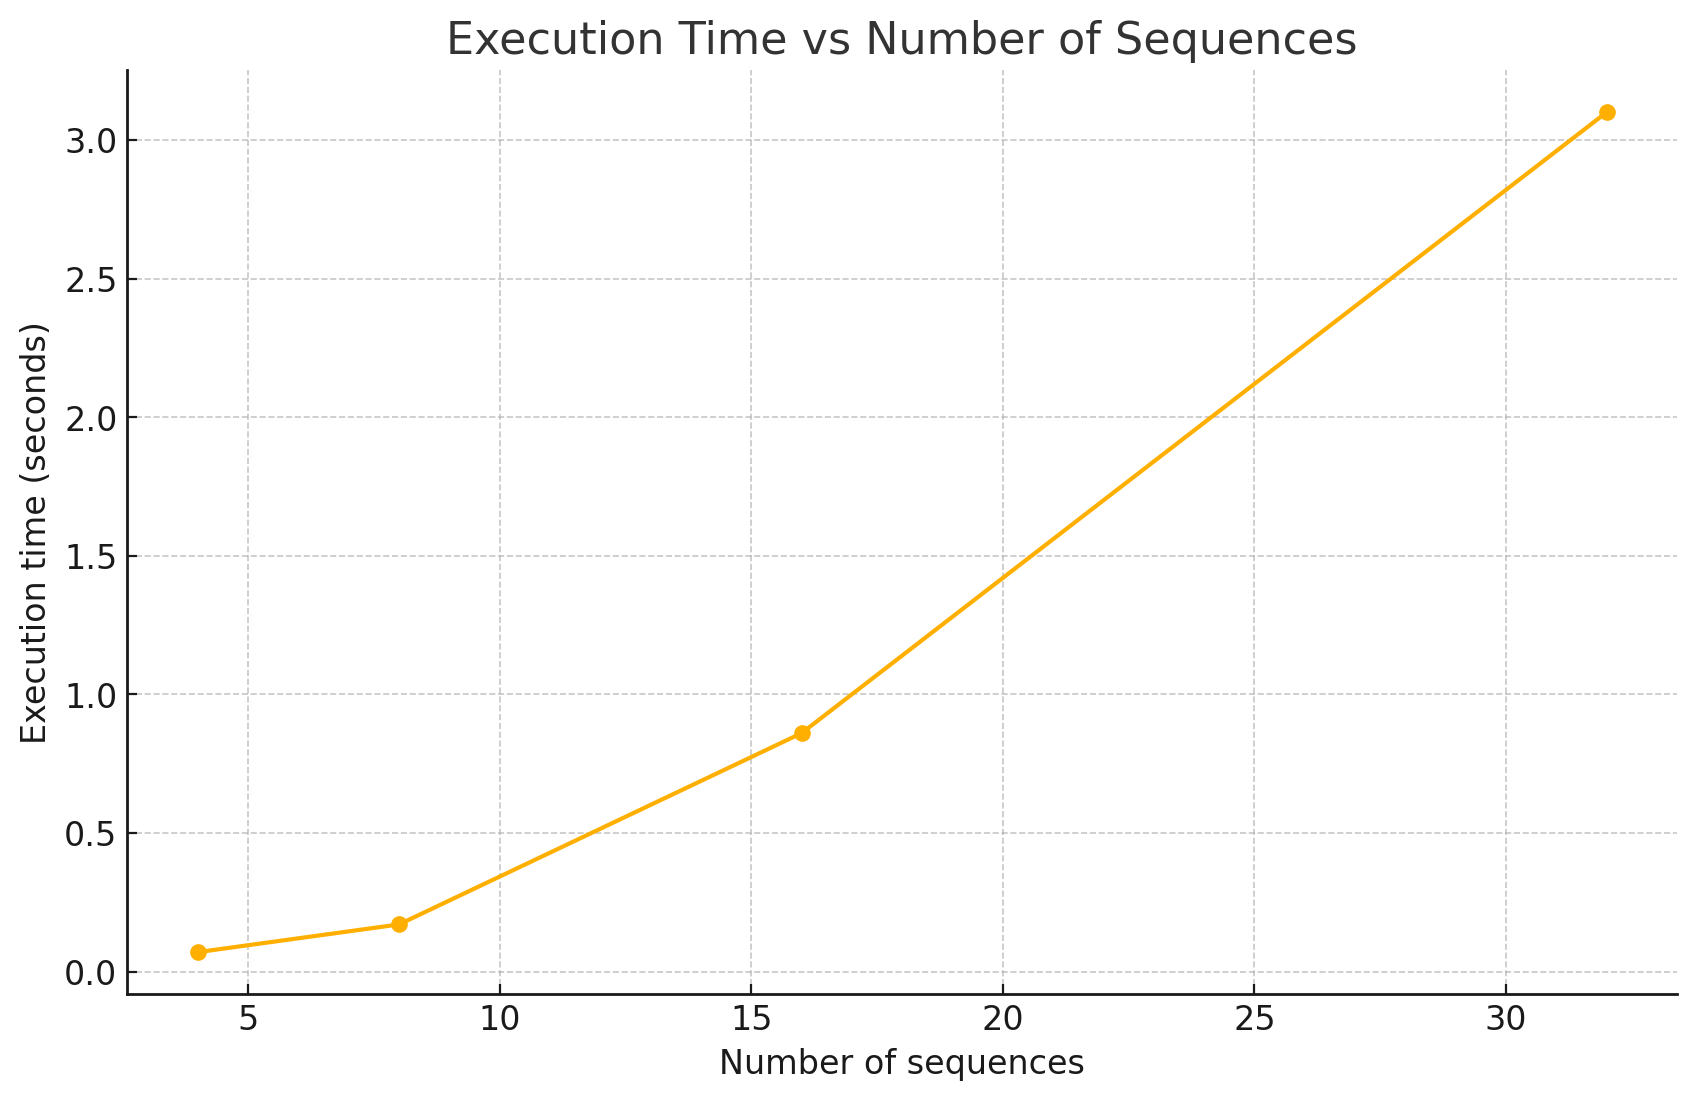 Execution Time vs Number of Sequences
3.0
2.5
2.0
1.5
1.0
0.5
0.0
Execution time (seconds)
5 10 15 20 25 30
Number of sequences